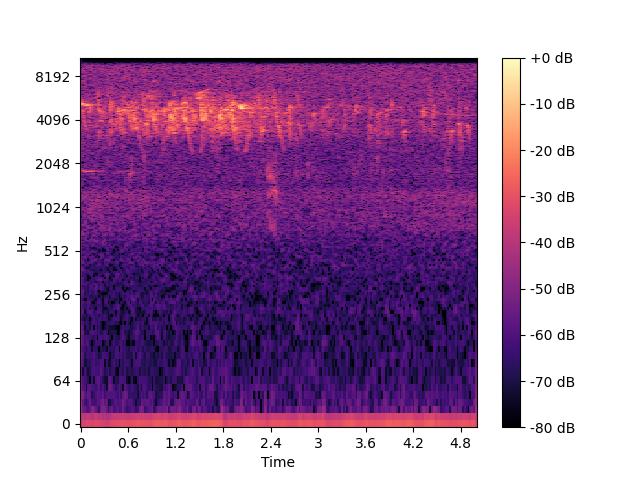 8192
4096
2048
1024
512
256
128
64
0
Hz
0 0.6 1.2 1.8 2.4 3 3.6 4.2 4.8
Time
+0 dB
-10 dB
-20 dB
-30 dB
-40 dB
-50 dB
-60 dB
-70 dB
-80 dB